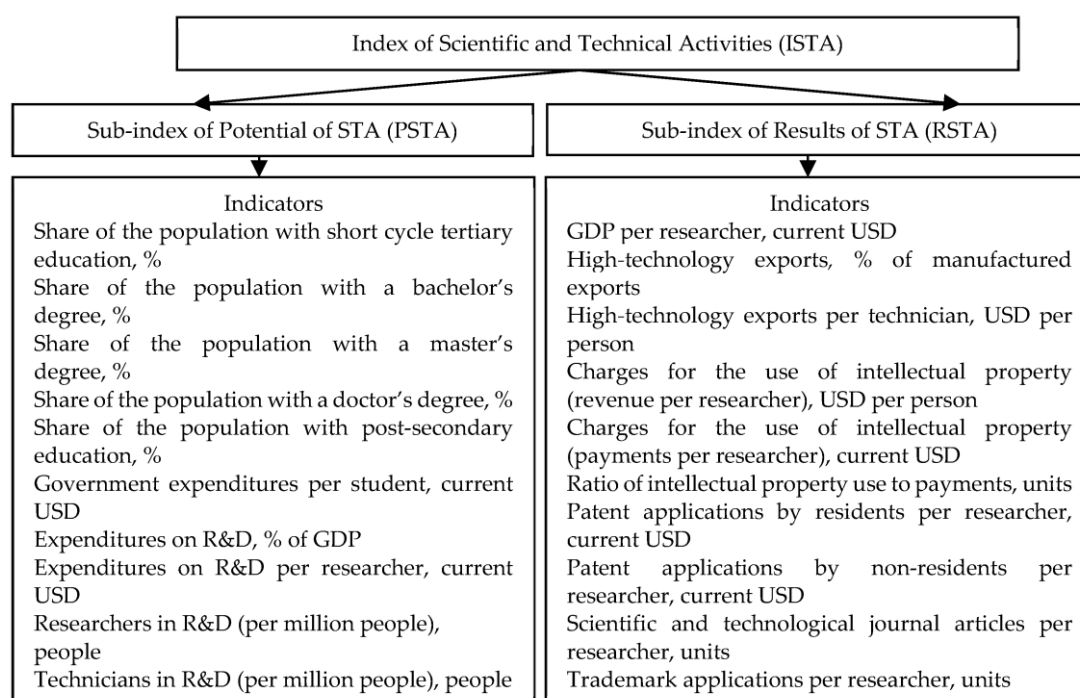 Index of Scientific and Technical Activities (ISTA)
Sub-index of Potential of STA (PSTA)
Sub-index of Results of STA (RSTA)
Indicators
Share of the population with short cycle tertiary
education, %
Share of the population with a bachelor's
degree, %
Share of the population with a master's
degree, %
Share of the population with a doctor's degree, %
Share of the population with post-secondary
education, %
Government expenditures per student, current
USD
Expenditures on R&D, % of GDP
Expenditures on R&D per researcher, current
USD
Researchers in R&D (per million people),
people
Technicians in R&D (per million people), people
Indicators
GDP per researcher, current USD
High-technology exports, % of manufactured
exports
High-technology exports per technician, USD per
person
Charges for the use of intellectual property
(revenue per researcher), USD per person
Charges for the use of intellectual property
(payments per researcher), current USD
Ratio of intellectual property use to payments, units
Patent applications by residents per researcher,
current USD
Patent applications by non-residents per
researcher, current USD
Scientific and technological journal articles per
researcher, units
Trademark applications per researcher, units